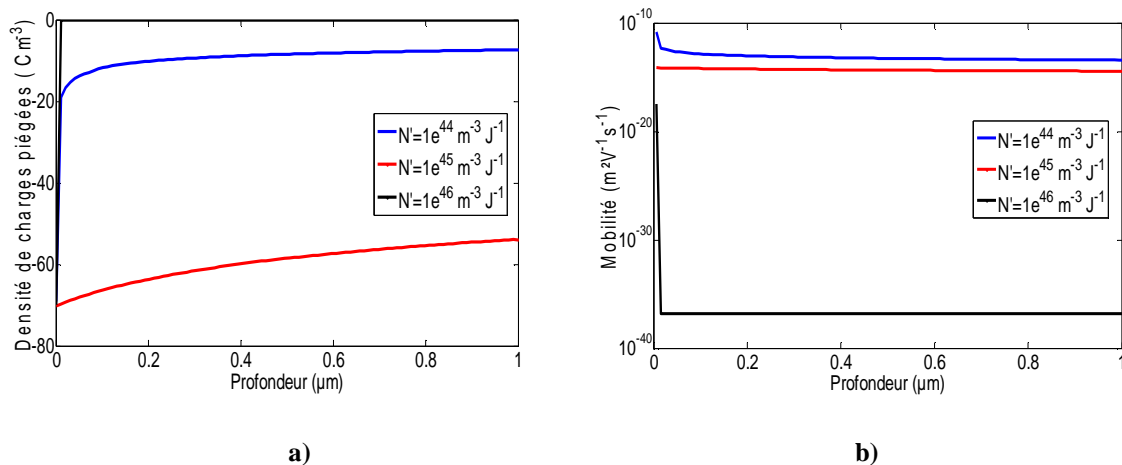 Densité de charges piégées ( Cm-3)
0
-20
-40
-60
-80
0
0.2
0.4
0.6
0.8
1
Profondeur (µm)
N'=1e44 m-3 J-1
N'=1e45 m-3 J-1
N'=1e46 m-3 J-1
a)
Mobilité (m²V-1s-1)
10-10
10-20
10-30
10-40
0
0.2
0.4
0.6
0.8
1
Profondeur (µm)
N'=1e44 m-3 J-1
N'=1e45 m-3 J-1
N'=1e46 m-3 J-1
b)